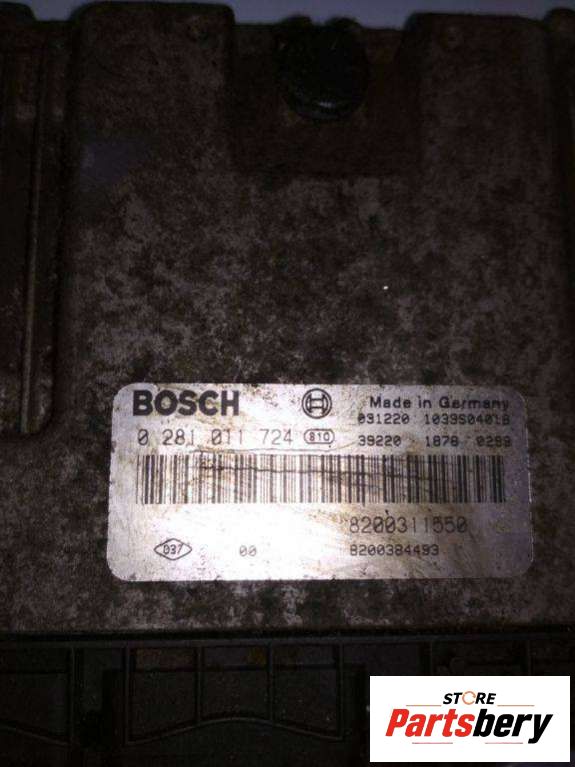 BOSCH
Made in Germany
031220 1039S04018
0 281 011 724 810 39220 1878 0289
8200311550
037 00 8200384493
STORE
Partsbery